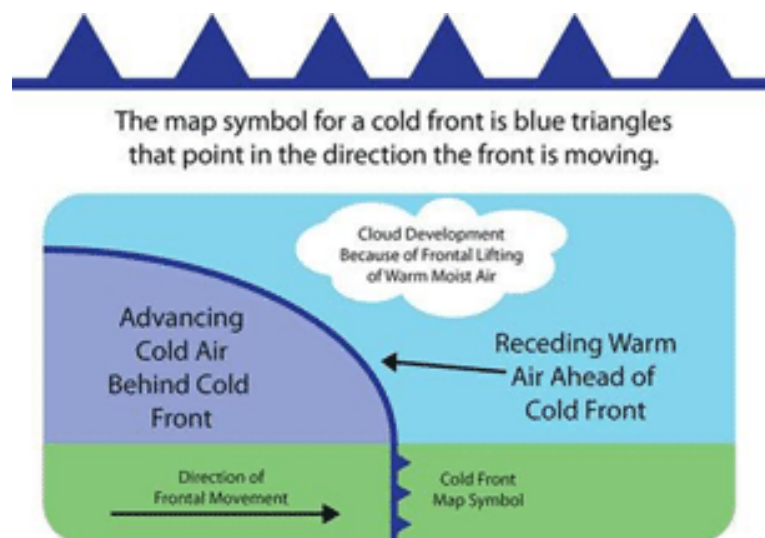 The map symbol for a cold front is blue triangles
that point in the direction the front is moving.
Cloud Development
Because of Frontal Lifting
of Warm Moist Air
Advancing
Cold Air
Behind Cold
Front
Receding Warm
Air Ahead of
Cold Front
Direction of
Frontal Movement
Cold Front
Map Symbol